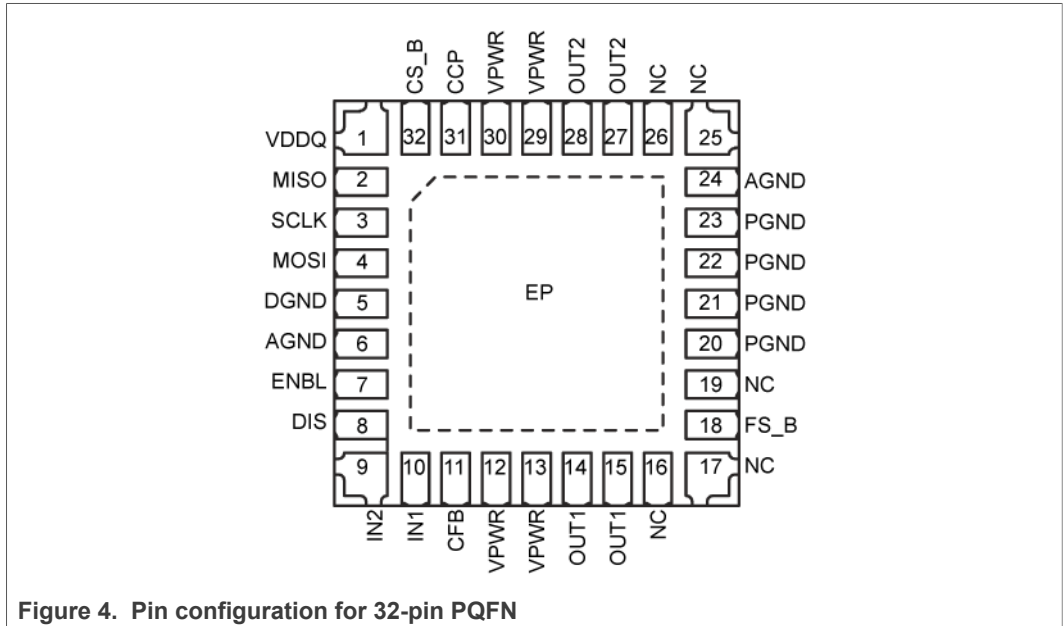 CS_B CCP VPWR VPWR OUT2 OUT2 NC NC
VDDQ 1 32 31 30 29 28 27 26 25
MISO 2 24 AGND
SCLK 3 23 PGND
MOSI 4 22 PGND
EP
DGND 5 21 PGND
AGND 6 20 PGND
ENBL 7 19 NC
DIS 8 18 FS_B
9 10 11 12 13 14 15 16 17 NC
IN2 IN1 CFB VPWR VPWR OUT1 OUT1 NC
Figure 4. Pin configuration for 32-pin PQFN